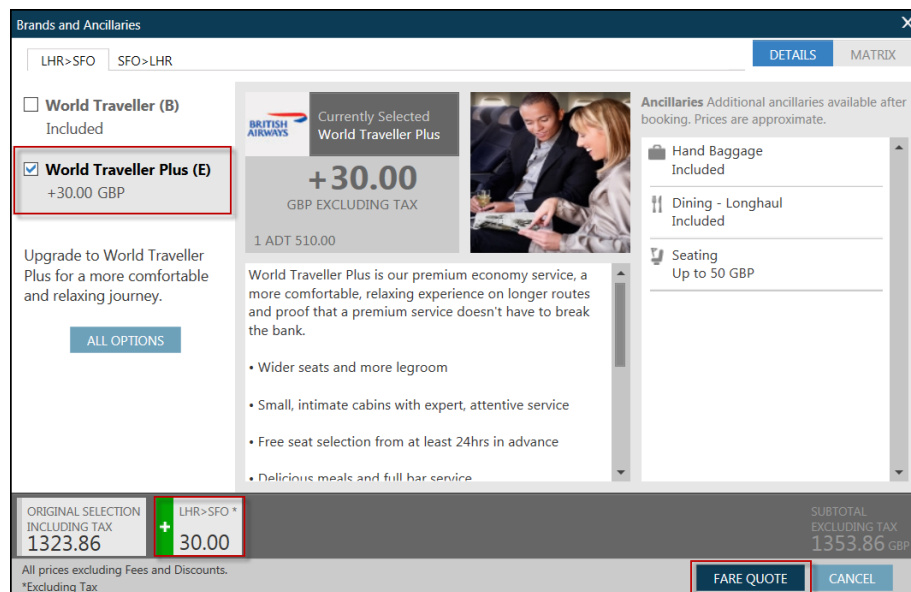 Brands and Ancillaries
LHR>SFO
SFO>LHR
DETAILS
MATRIX
World Traveller (B)
Included
World Traveller Plus (E)
+30.00 GBP
Upgrade to World Traveller
Plus for a more comfortable
and relaxing journey.
ALL OPTIONS
BRITISH
AIRWAYS
Currently Selected
World Traveller Plus
+30.00
GBP EXCLUDING TAX
1 ADT 510.00
World Traveller Plus is our premium economy service, a
more comfortable, relaxing experience on longer routes
and proof that a premium service doesn't have to break
the bank.
• Wider seats and more legroom
• Small, intimate cabins with expert, attentive service
• Free seat selection from at least 24hrs in advance
• Delicious meals and full bar service
Ancillaries Additional ancillaries available after
booking. Prices are approximate.
Hand Baggage
Included
Dining - Longhaul
Included
Seating
Up to 50 GBP
ORIGINAL SELECTION
INCLUDING TAX
1323.86
+
LHR>SFO *
30.00
SUBTOTAL
EXCLUDING TAX
1353.86 GBP
All prices excluding Fees and Discounts.
*Excluding Tax
FARE QUOTE
CANCEL